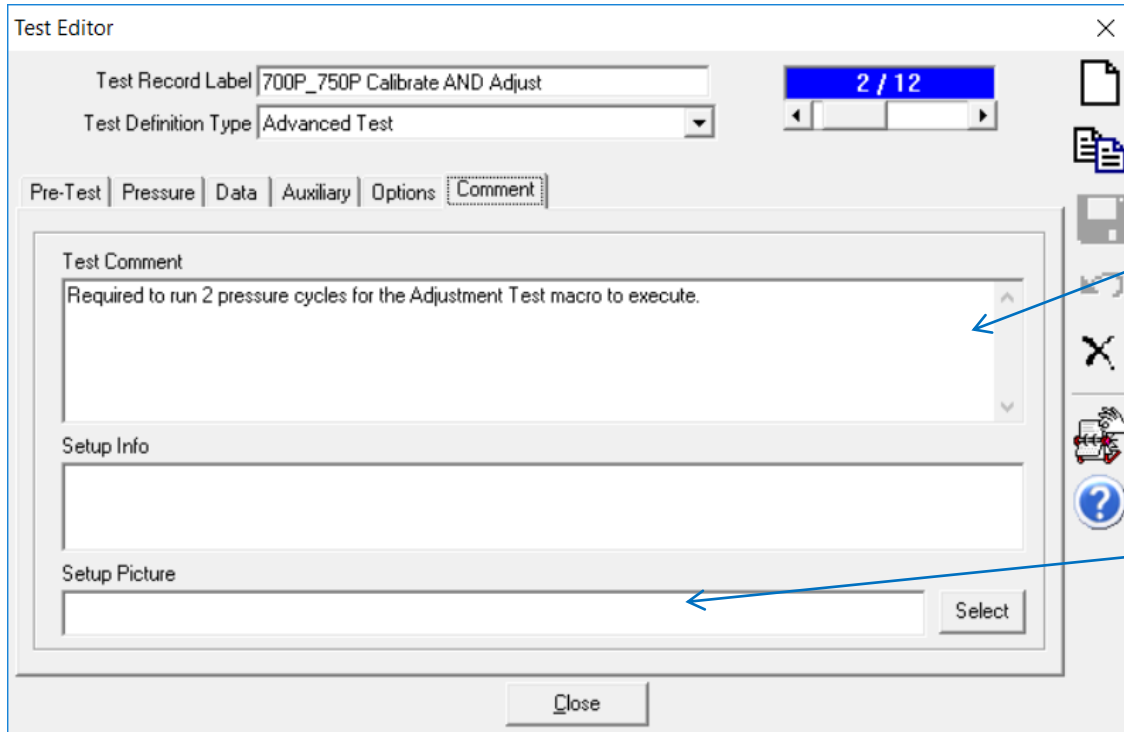 Test Editor
Test Record Label 700P_750P Calibrate AND Adjust
2 / 12
Test Definition Type Advanced Test
Pre-Test Pressure Data Auxiliary Options Comment
Test Comment
Required to run 2 pressure cycles for the Adjustment Test macro to execute.
Setup Info
Setup Picture
Select
Close